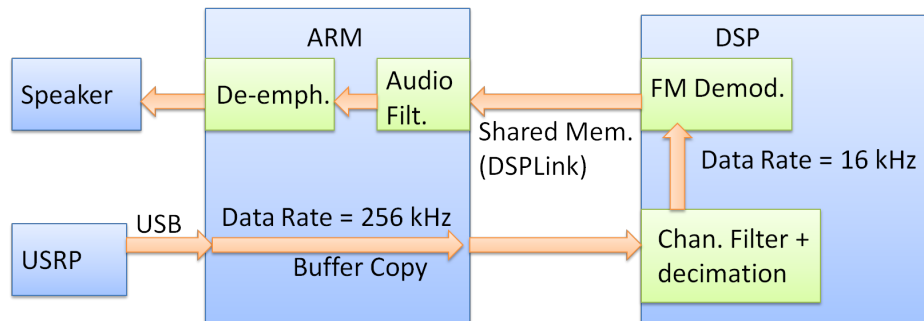 ARM
DSP
Speaker
De-emph.
Audio
Filt.
FM Demod.
Shared Mem.
(DSPLink)
Data Rate = 16 kHz
USB
Data Rate = 256 kHz
USRP
Buffer Copy
Chan. Filter +
decimation